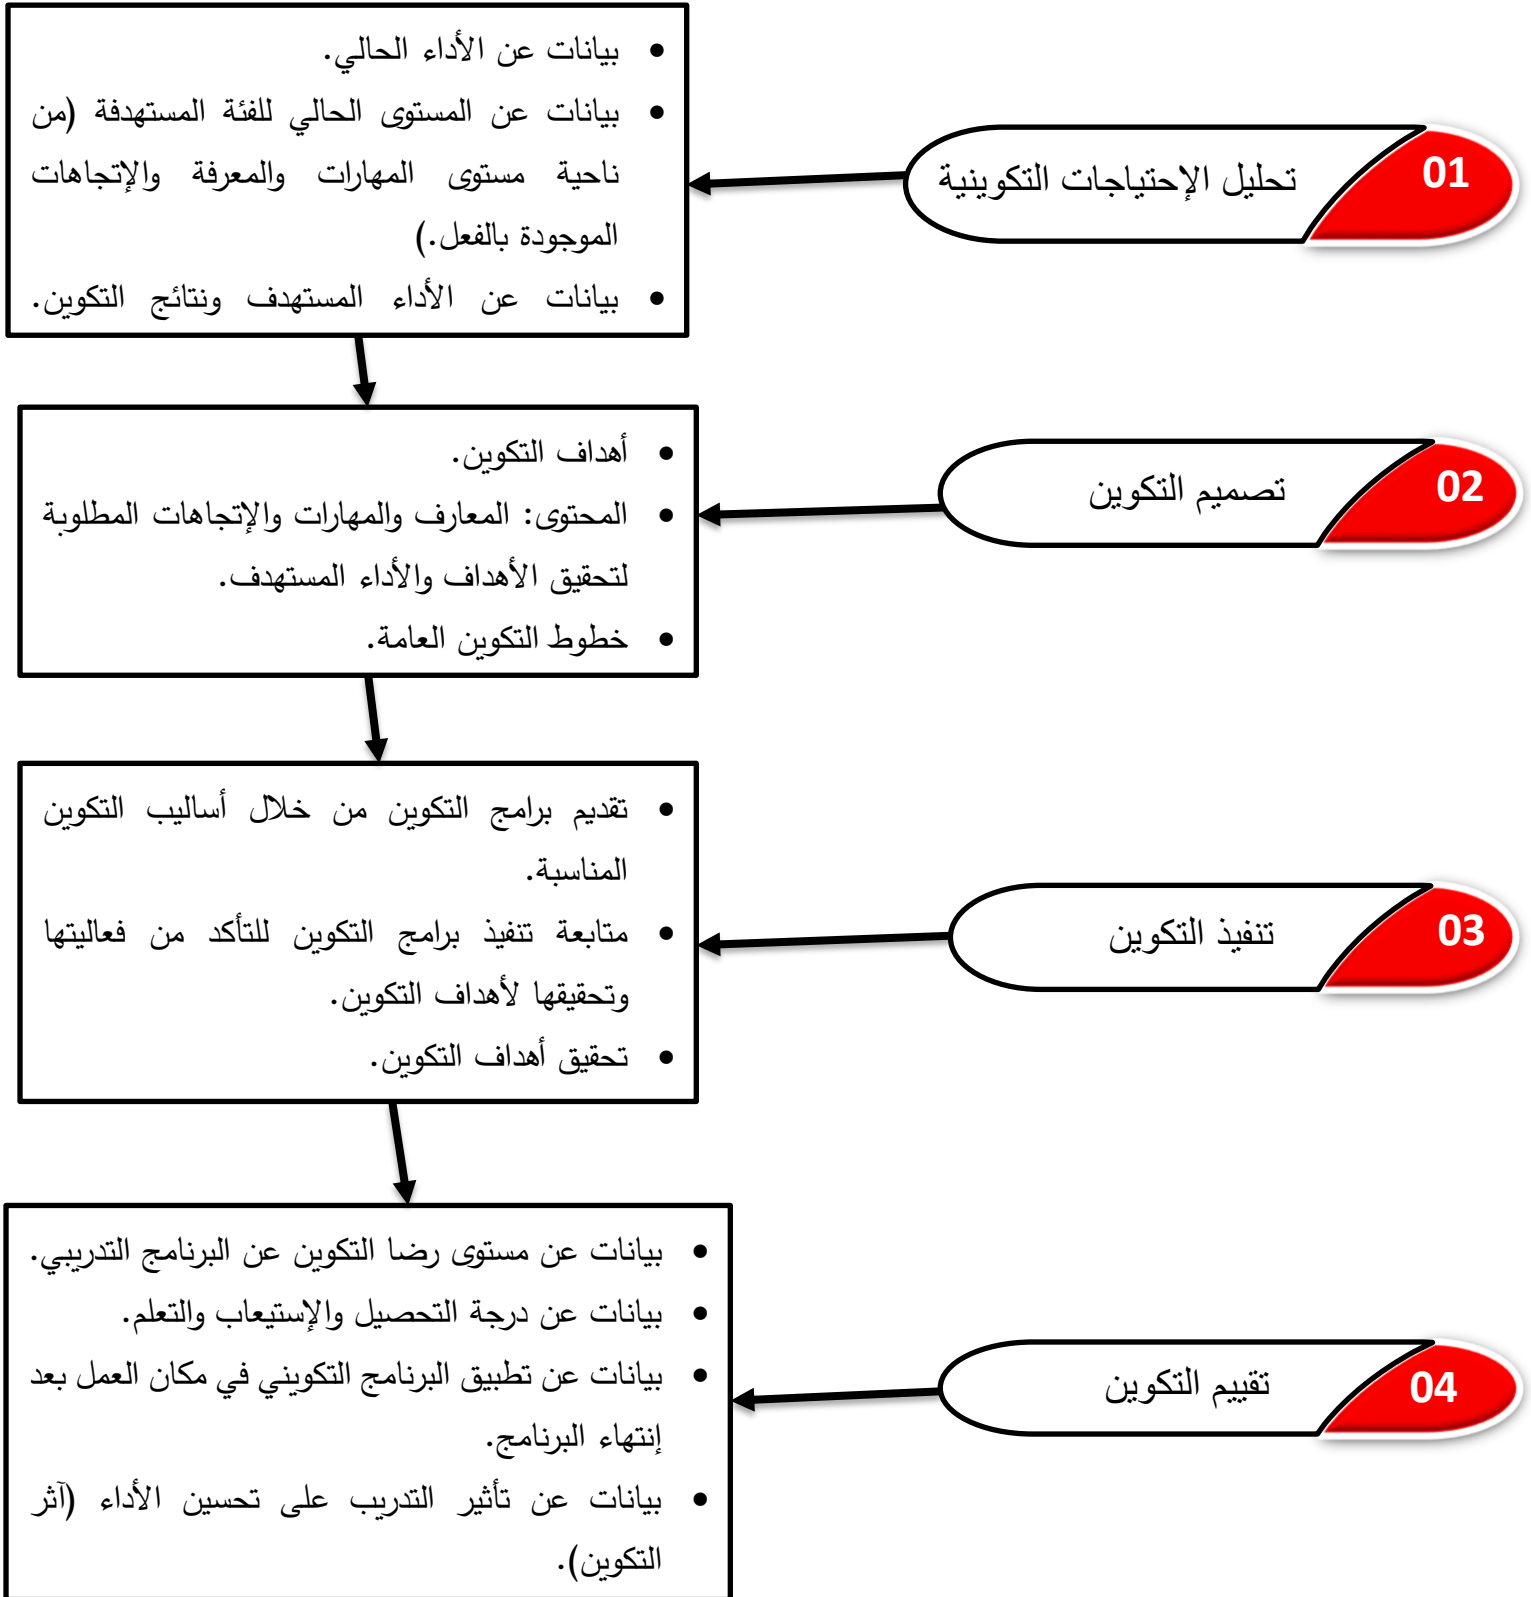 01
تحليل الإحتياجات التكوينية
• بيانات عن الأداء الحالي.
• بيانات عن المستوى الحالي للفئة المستهدفة (من
ناحية مستوى المهارات والمعرفة والإتجاهات
الموجودة بالفعل.)
• بيانات عن الأداء المستهدف ونتائج التكوين.
02
تصميم التكوين
• أهداف التكوين.
• المحتوى: المعارف والمهارات والإتجاهات المطلوبة
لتحقيق الأهداف والأداء المستهدف.
• خطوط التكوين العامة.
03
تنفيذ التكوين
• تقديم برامج التكوين من خلال أساليب التكوين
المناسبة.
• متابعة تنفيذ برامج التكوين للتأكد من فعاليتها
وتحقيقها لأهداف التكوين.
• تحقيق أهداف التكوين.
04
تقييم التكوين
• بيانات عن مستوى رضا التكوين عن البرنامج التدريبي.
• بيانات عن درجة التحصيل والإستيعاب والتعلم.
• بيانات عن تطبيق البرنامج التكويني في مكان العمل بعد
إنتهاء البرنامج.
• بيانات عن تأثير التدريب على تحسين الأداء (آثر
التكوين).